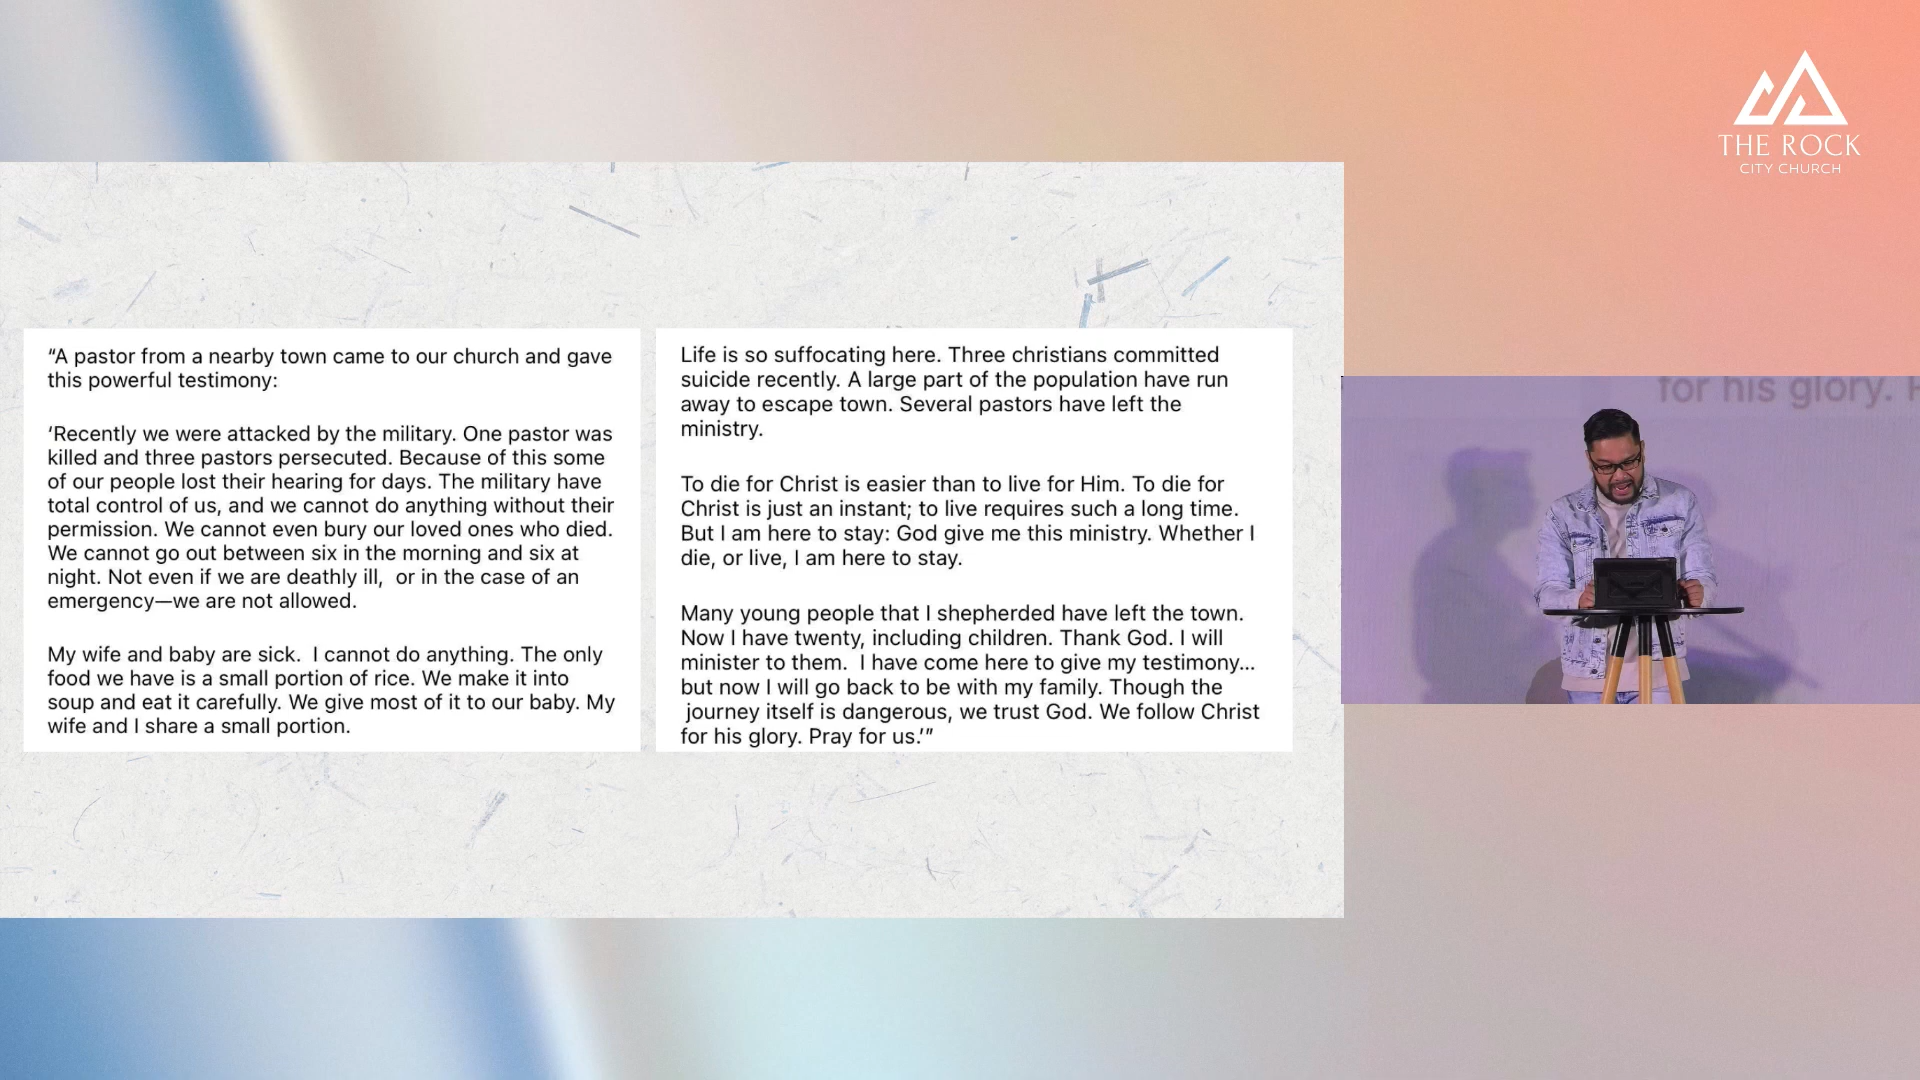 “A pastor from a nearby town came to our church and gave
this powerful testimony:
‘Recently we were attacked by the military. One pastor was
killed and three pastors persecuted. Because of this some
of our people lost their hearing for days. The military have
total control of us, and we cannot do anything without their
permission. We cannot even bury our loved ones who died.
We cannot go out between six in the morning and six at
night. Not even if we are deathly ill,  or in the case of an
emergency—we are not allowed.
My wife and baby are sick.  I cannot do anything. The only
food we have is a small portion of rice. We make it into
soup and eat it carefully. We give most of it to our baby. My
wife and I share a small portion.
Life is so suffocating here. Three christians committed
suicide recently. A large part of the population have run
away to escape town. Several pastors have left the
ministry.
To die for Christ is easier than to live for Him. To die for
Christ is just an instant; to live requires such a long time.
But I am here to stay: God give me this ministry. Whether I
die, or live, I am here to stay.
Many young people that I shepherded have left the town.
Now I have twenty, including children. Thank God. I will
minister to them.  I have come here to give my testimony...
but now I will go back to be with my family. Though the
journey itself is dangerous, we trust God. We follow Christ
for his glory. Pray for us.’”
THE ROCK
CITY CHURCH
for his glory.